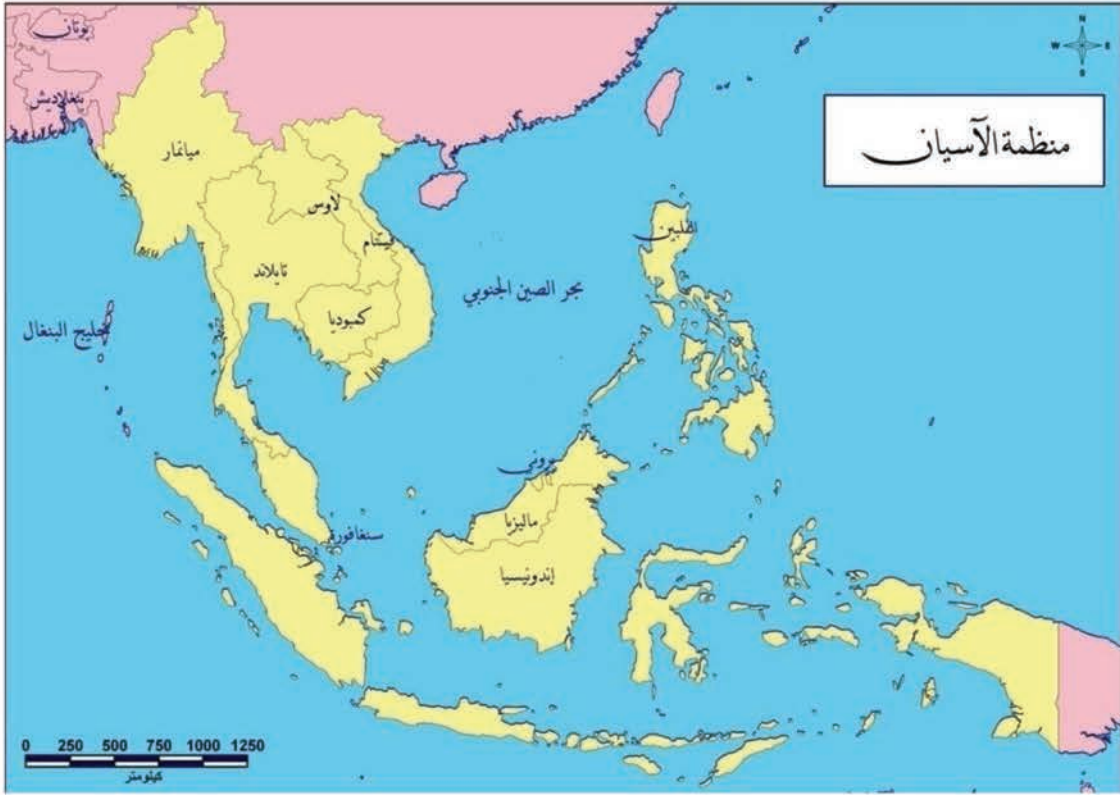 منظمة الآسيان
N
W E
S
بوتان
بنغلاديش
ميانمار
لاوس
فيتنام
تايلاند
كمبوديا
الفلبين
بحر الصين الجنوبي
خليج البنغال
بروني
ماليزيا
سنغافورة
إندونيسيا
0 250 500 750 1000 1250
كيلومتر